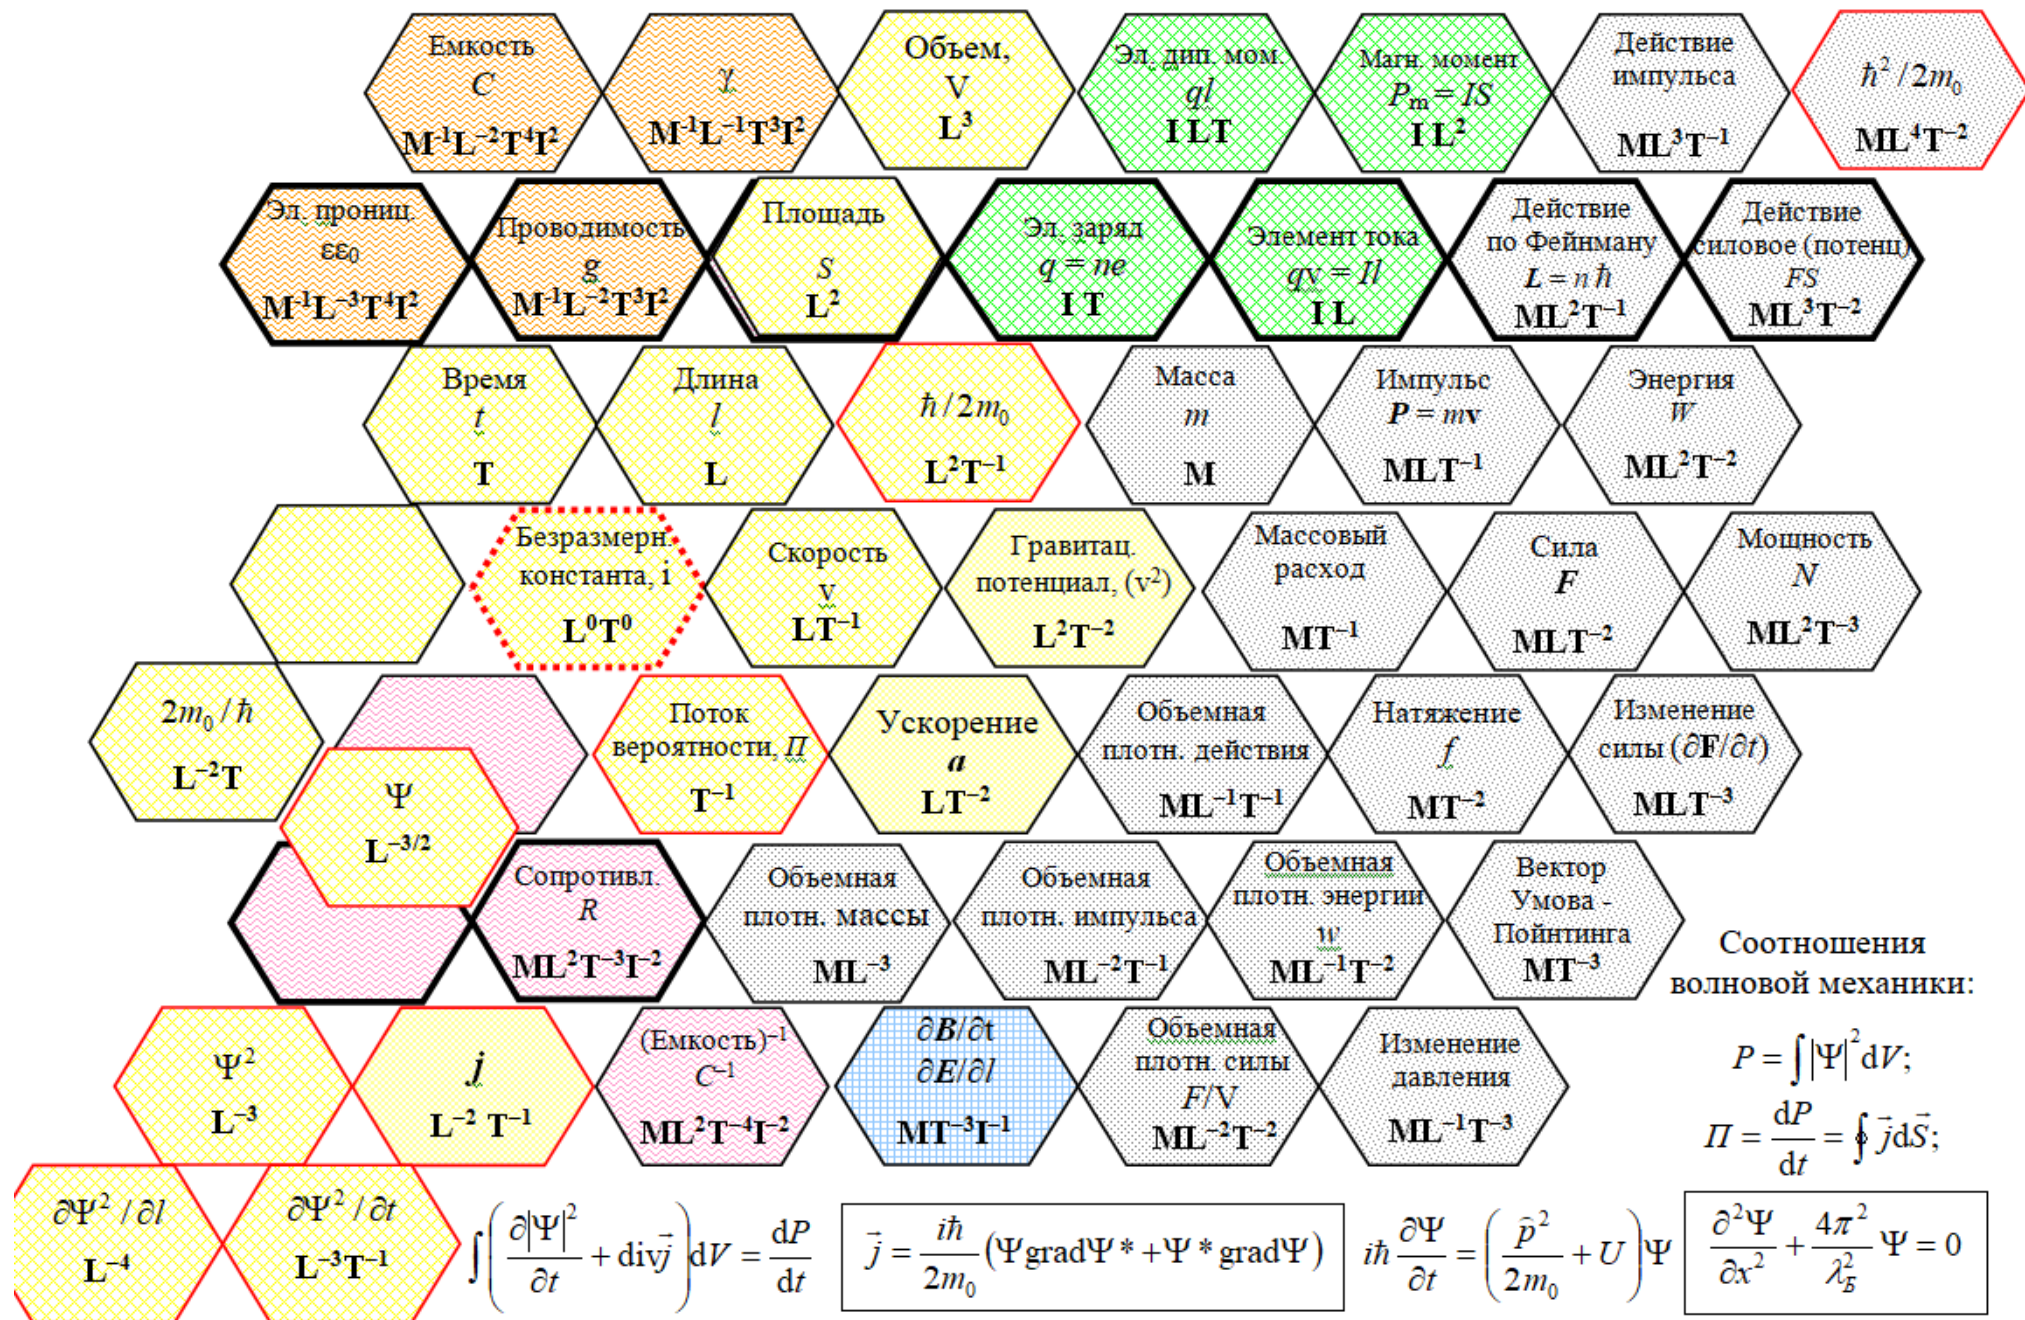 Емкость
C
M⁻¹L⁻²T⁴I²
γ
M⁻¹L⁻¹T³I²
Объем,
V
L³
Эл. дип. мом.
ql
I LT
Магн. момент
Pₘ = IS
I L²
Действие
импульса
ML³T⁻¹
ħ² / 2m₀
ML⁴T⁻²
Эл. прониц.
εε₀
M⁻¹L⁻³T⁴I²
Проводимость
g
M⁻¹L⁻²T³I²
Площадь
S
L²
Эл. заряд
q = ne
I T
Элемент тока
qv = Il
I L
Действие
по Фейнману
L = n ħ
ML²T⁻¹
Действие
силовое (потенц)
FS
ML³T⁻²
Время
t
T
Длина
l
L
ħ / 2m₀
L²T⁻¹
Масса
m
M
Импульс
P = mv
MLT⁻¹
Энергия
W
ML²T⁻²
Безразмерн.
константа, i
L⁰T⁰
Скорость
v
LT⁻¹
Гравитац.
потенциал, (v²)
L²T⁻²
Массовый
расход
MT⁻¹
Сила
F
MLT⁻²
Мощность
N
ML²T⁻³
2m₀ / ħ
L⁻²T
Ψ
L⁻³ᐟ²
Поток
вероятности, П
T⁻¹
Ускорение
a
LT⁻²
Объемная
плотн. действия
ML⁻¹T⁻¹
Натяжение
f
MT⁻²
Изменение
силы (∂F/∂t)
MLT⁻³
Сопротивл.
R
ML²T⁻³I⁻²
Объемная
плотн. массы
ML⁻³
Объемная
плотн. импульса
ML⁻²T⁻¹
Объемная
плотн. энергии
w
ML⁻¹T⁻²
Вектор
Умова -
Пойнтинга
MT⁻³
Соотношения
волновой механики:
Ψ²
L⁻³
j
L⁻² T⁻¹
(Емкость)⁻¹
C⁻¹
ML²T⁻⁴I⁻²
∂B/∂t
∂E/∂l
MT⁻³I⁻¹
Объемная
плотн. силы
F/V
ML⁻²T⁻²
Изменение
давления
ML⁻¹T⁻³
P = ∫|Ψ|²dV;
П = dP/dt = ∮ j⃗dS⃗;
∂Ψ² / ∂l
L⁻⁴
∂Ψ² / ∂t
L⁻³T⁻¹
∫(∂|Ψ|²/∂t + divj⃗)dV = dP/dt
j⃗ = iħ/2m₀ (ΨgradΨ* +Ψ* gradΨ)
iħ ∂Ψ/∂t = (p̂²/2m₀ + U)Ψ
∂²Ψ/∂x² + 4π²/λ²_Б Ψ = 0